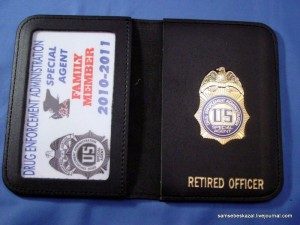 DRUG ENFORCEMENT ADMINISTRATION
SPECIAL AGENT
FAMILY
MEMBER
2010-2011
US
US
RETIRED OFFICER
samsebeskazal.livejournal.com